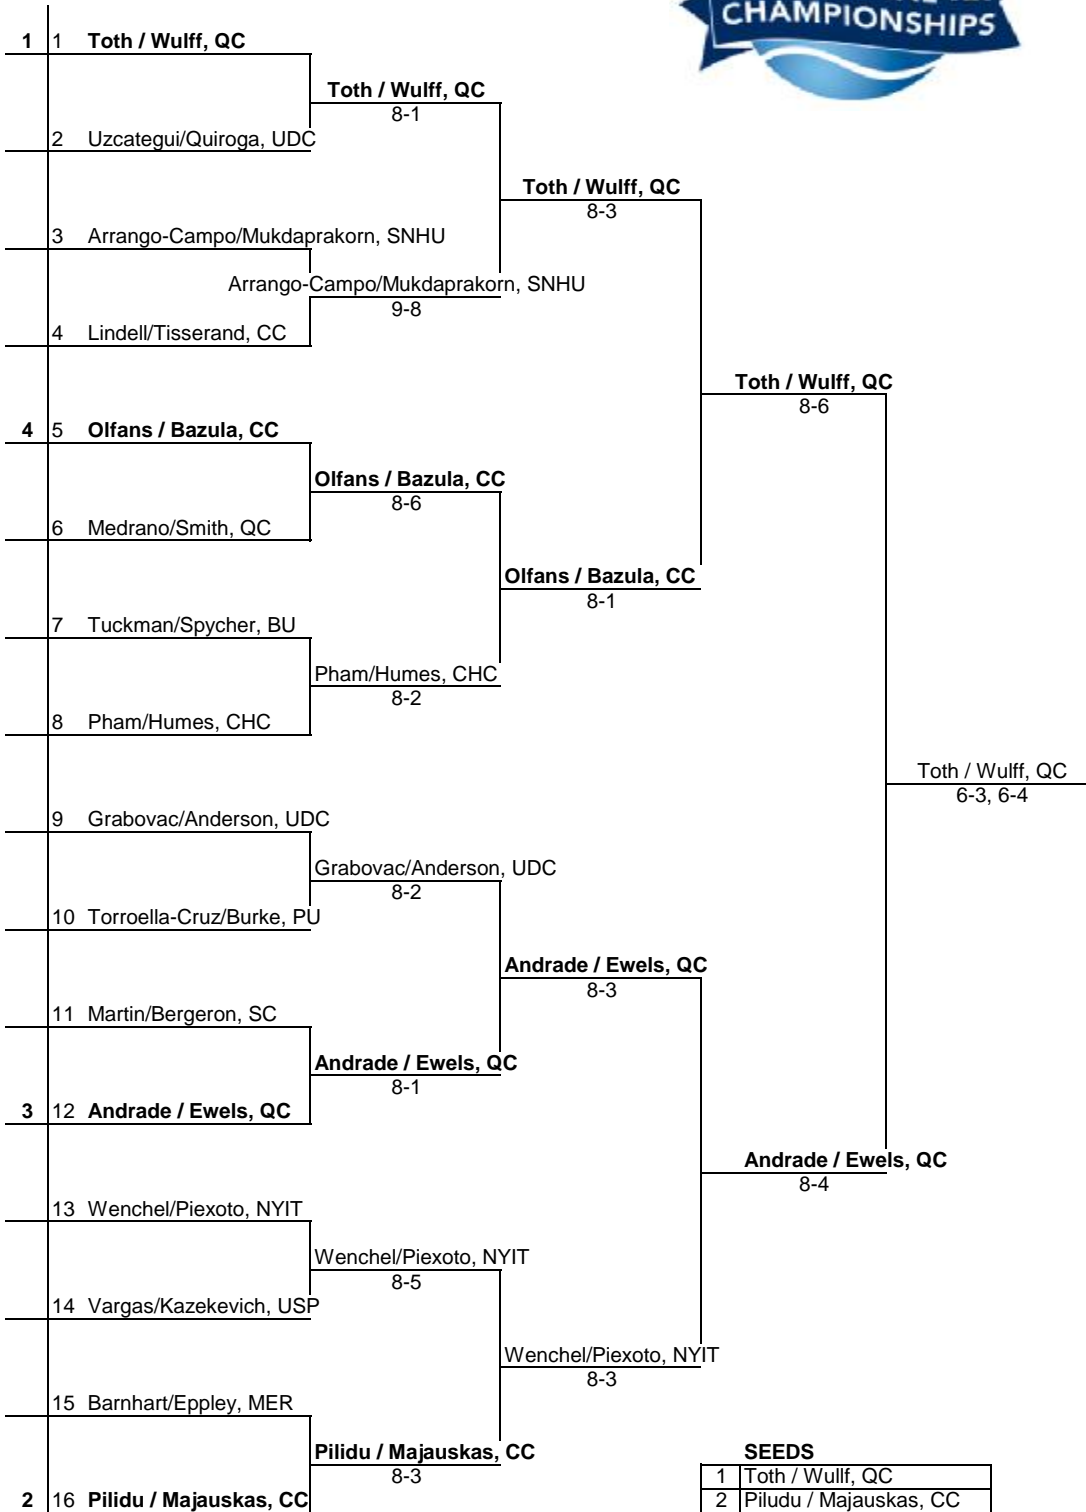 CHAMPIONSHIPS
1 1 Toth / Wulff, QC
Toth / Wulff, QC
8-1
2 Uzcategui/Quiroga, UDC
Toth / Wulff, QC
8-3
3 Arrango-Campo/Mukdaprakorn, SNHU
Arrango-Campo/Mukdaprakorn, SNHU
9-8
4 Lindell/Tisserand, CC
Toth / Wulff, QC
8-6
4 5 Olfans / Bazula, CC
Olfans / Bazula, CC
8-6
6 Medrano/Smith, QC
Olfans / Bazula, CC
8-1
7 Tuckman/Spycher, BU
Pham/Humes, CHC
8-2
8 Pham/Humes, CHC
Toth / Wulff, QC
6-3, 6-4
9 Grabovac/Anderson, UDC
Grabovac/Anderson, UDC
8-2
10 Torroella-Cruz/Burke, PU
Andrade / Ewels, QC
8-3
11 Martin/Bergeron, SC
Andrade / Ewels, QC
8-1
3 12 Andrade / Ewels, QC
Andrade / Ewels, QC
8-4
13 Wenchel/Piexoto, NYIT
Wenchel/Piexoto, NYIT
8-5
14 Vargas/Kazekevich, USP
Wenchel/Piexoto, NYIT
8-3
15 Barnhart/Eppley, MER
Pilidu / Majauskas, CC
8-3
2 16 Pilidu / Majauskas, CC
SEEDS
1 Toth / Wullf, QC
2 Piludu / Majauskas, CC